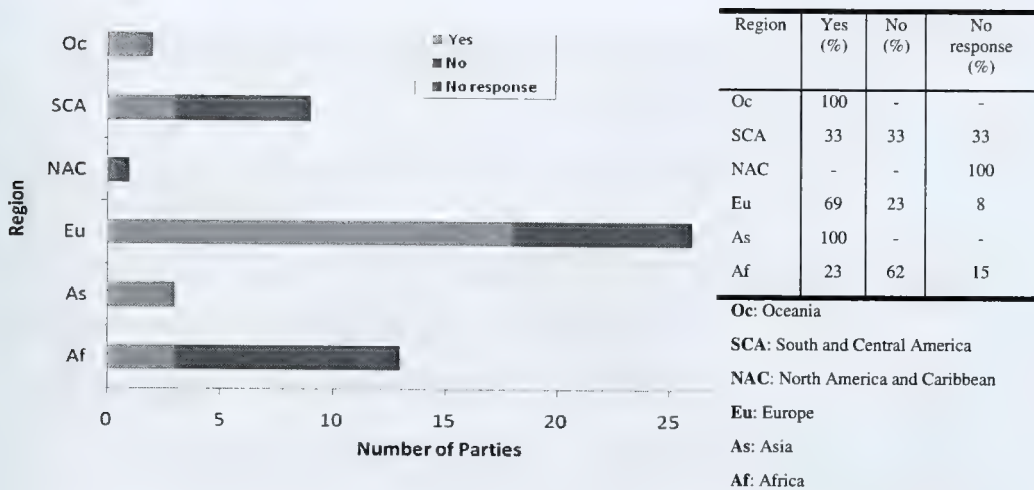 Oc
SCA
NAC
Eu
As
Af
Region
0 5 10 15 20 25
Number of Parties
Yes
No
No response
Region Yes No No
(%) (%) response
(%)
Oc 100 - -
SCA 33 33 33
NAC - - 100
Eu 69 23 8
As 100 - -
Af 23 62 15
Oc: Oceania
SCA: South and Central America
NAC: North America and Caribbean
Eu: Europe
As: Asia
Af: Africa